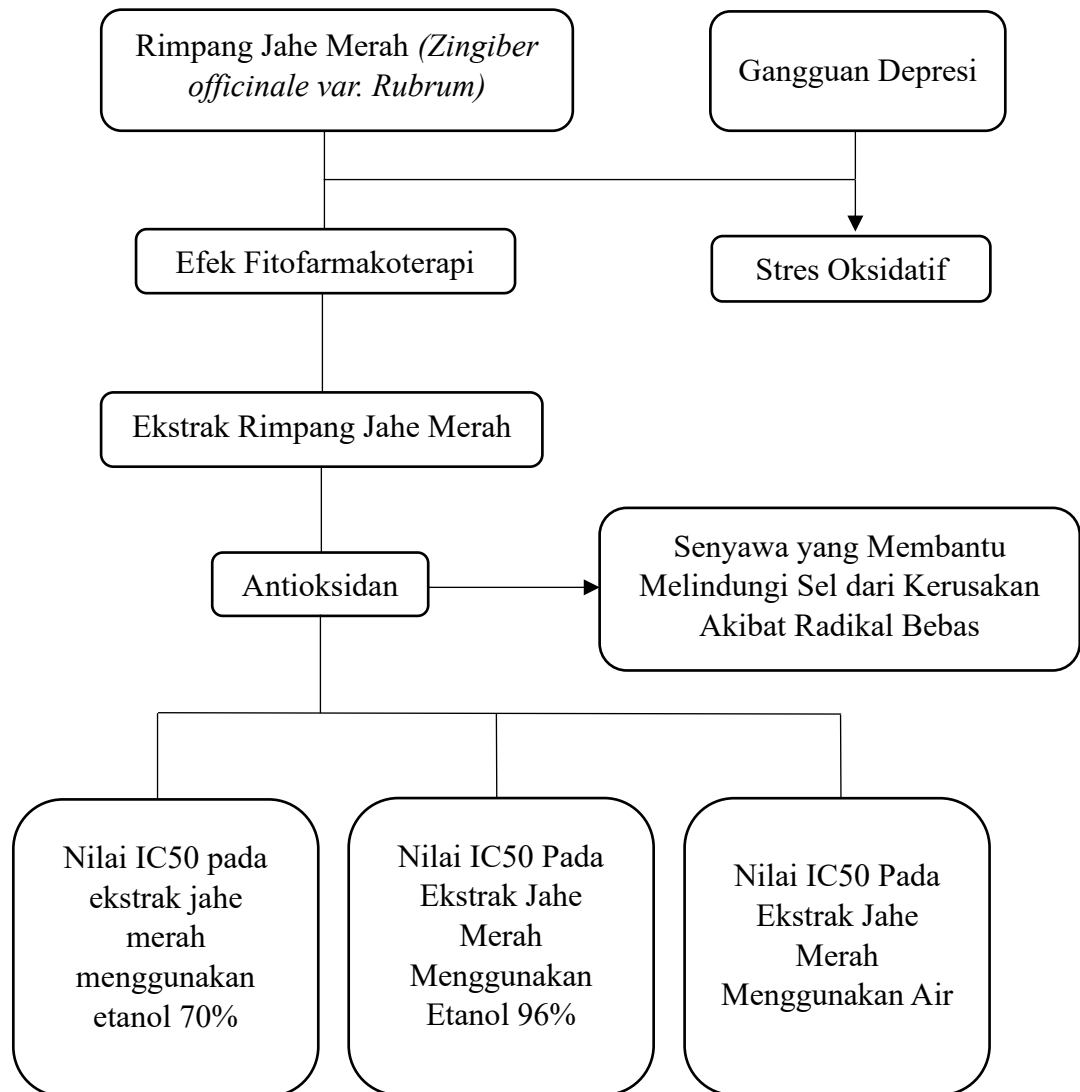 Rimpang Jahe Merah (Zingiber
officinale var. Rubrum)
Gangguan Depresi
Efek Fitofarmakoterapi
Stres Oksidatif
Ekstrak Rimpang Jahe Merah
Antioksidan
Senyawa yang Membantu
Melindungi Sel dari Kerusakan
Akibat Radikal Bebas
Nilai IC50 pada
ekstrak jahe
merah
menggunakan
etanol 70%
Nilai IC50 Pada
Ekstrak Jahe
Merah
Menggunakan
Etanol 96%
Nilai IC50 Pada
Ekstrak Jahe
Merah
Menggunakan Air